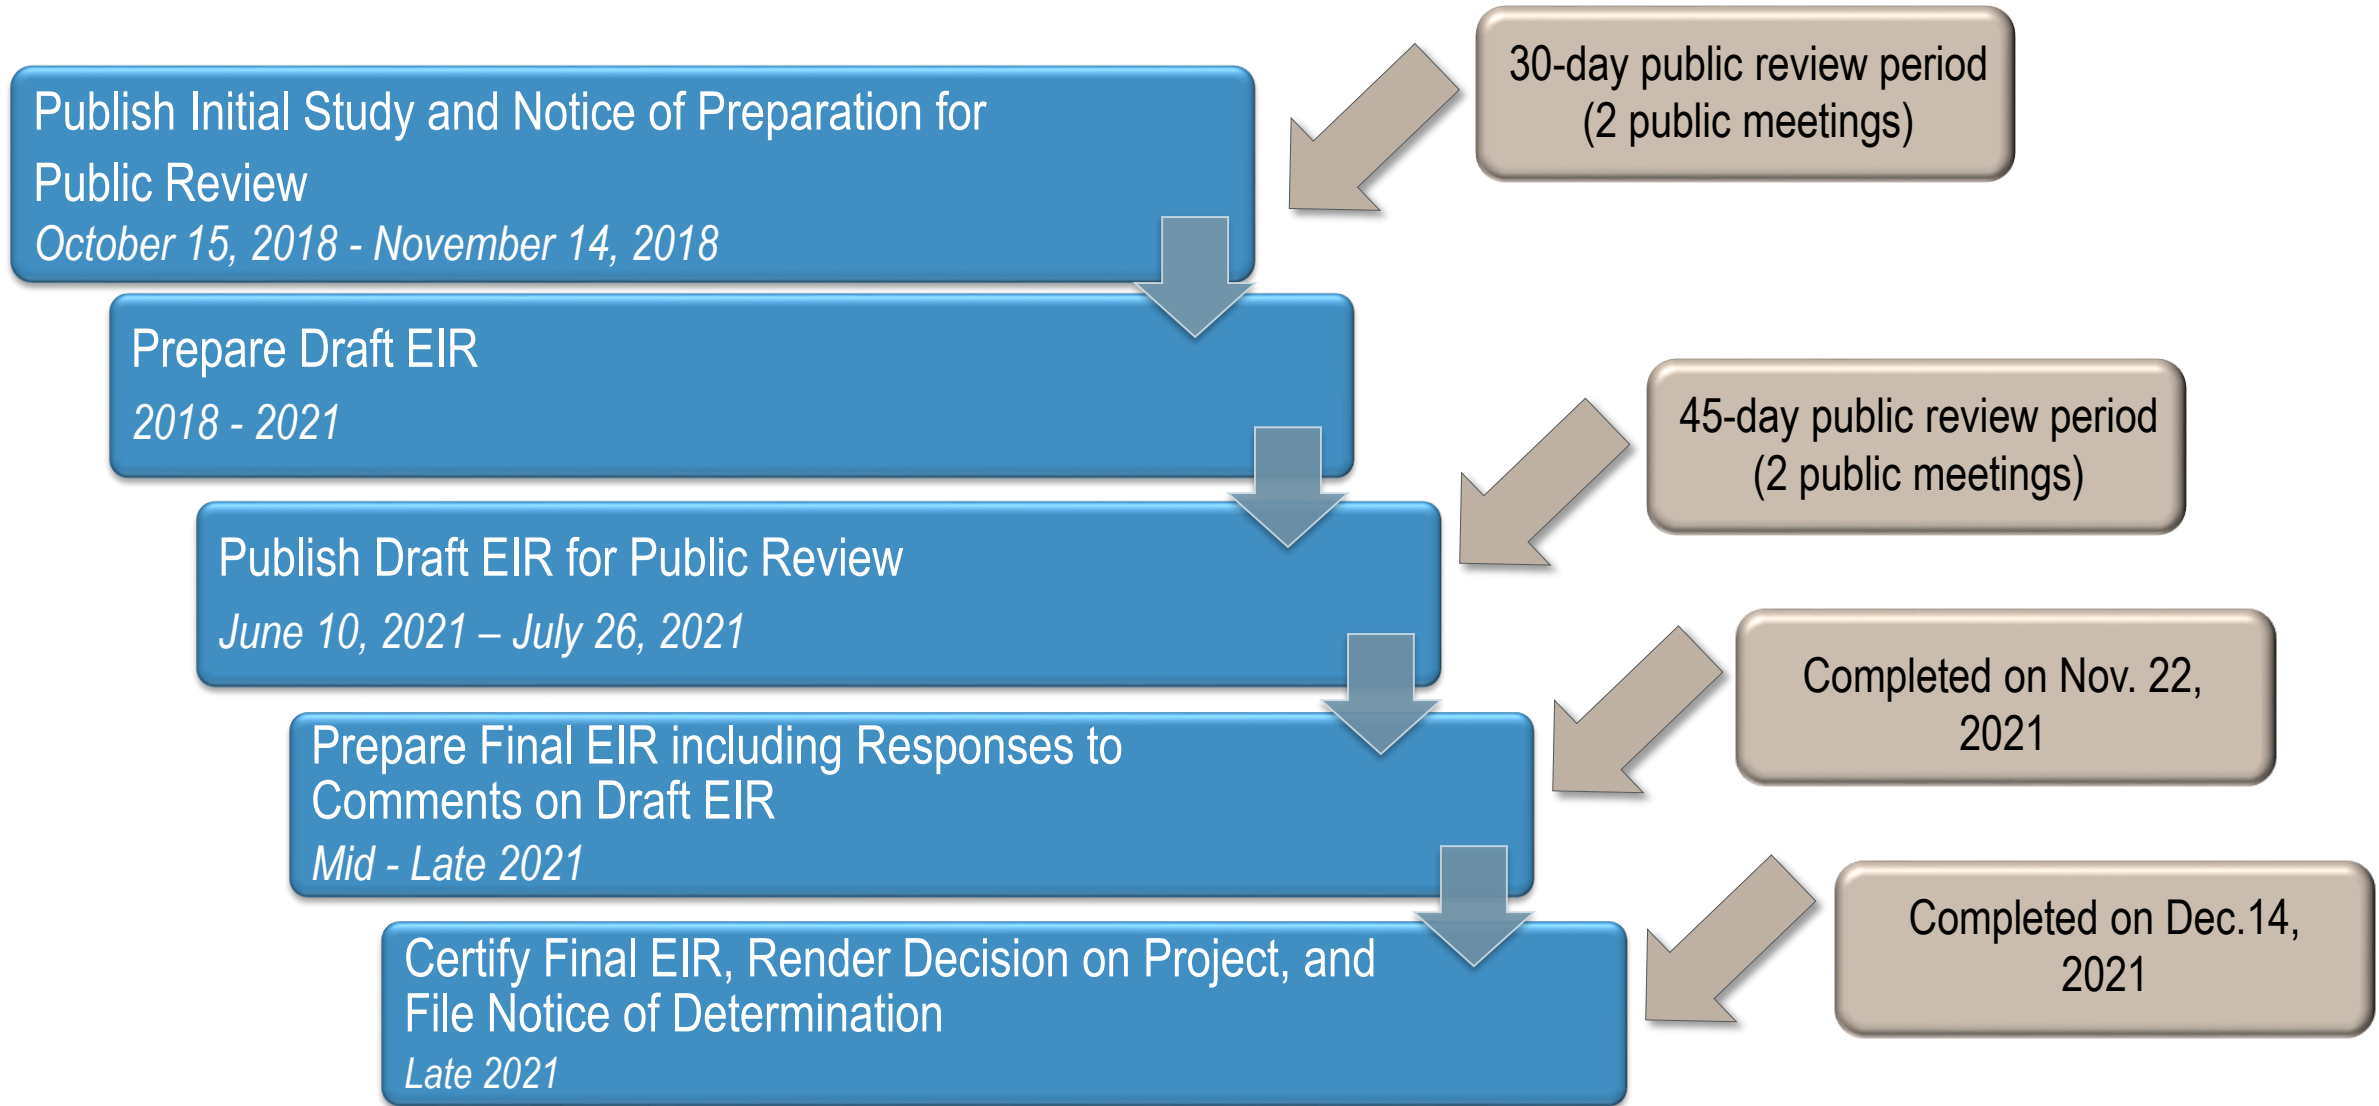 Publish Initial Study and Notice of Preparation for
Public Review
October 15, 2018 - November 14, 2018
30-day public review period
(2 public meetings)
Prepare Draft EIR
2018 - 2021
Publish Draft EIR for Public Review
June 10, 2021 – July 26, 2021
45-day public review period
(2 public meetings)
Prepare Final EIR including Responses to
Comments on Draft EIR
Mid - Late 2021
Completed on Nov. 22,
2021
Certify Final EIR, Render Decision on Project, and
File Notice of Determination
Late 2021
Completed on Dec.14,
2021